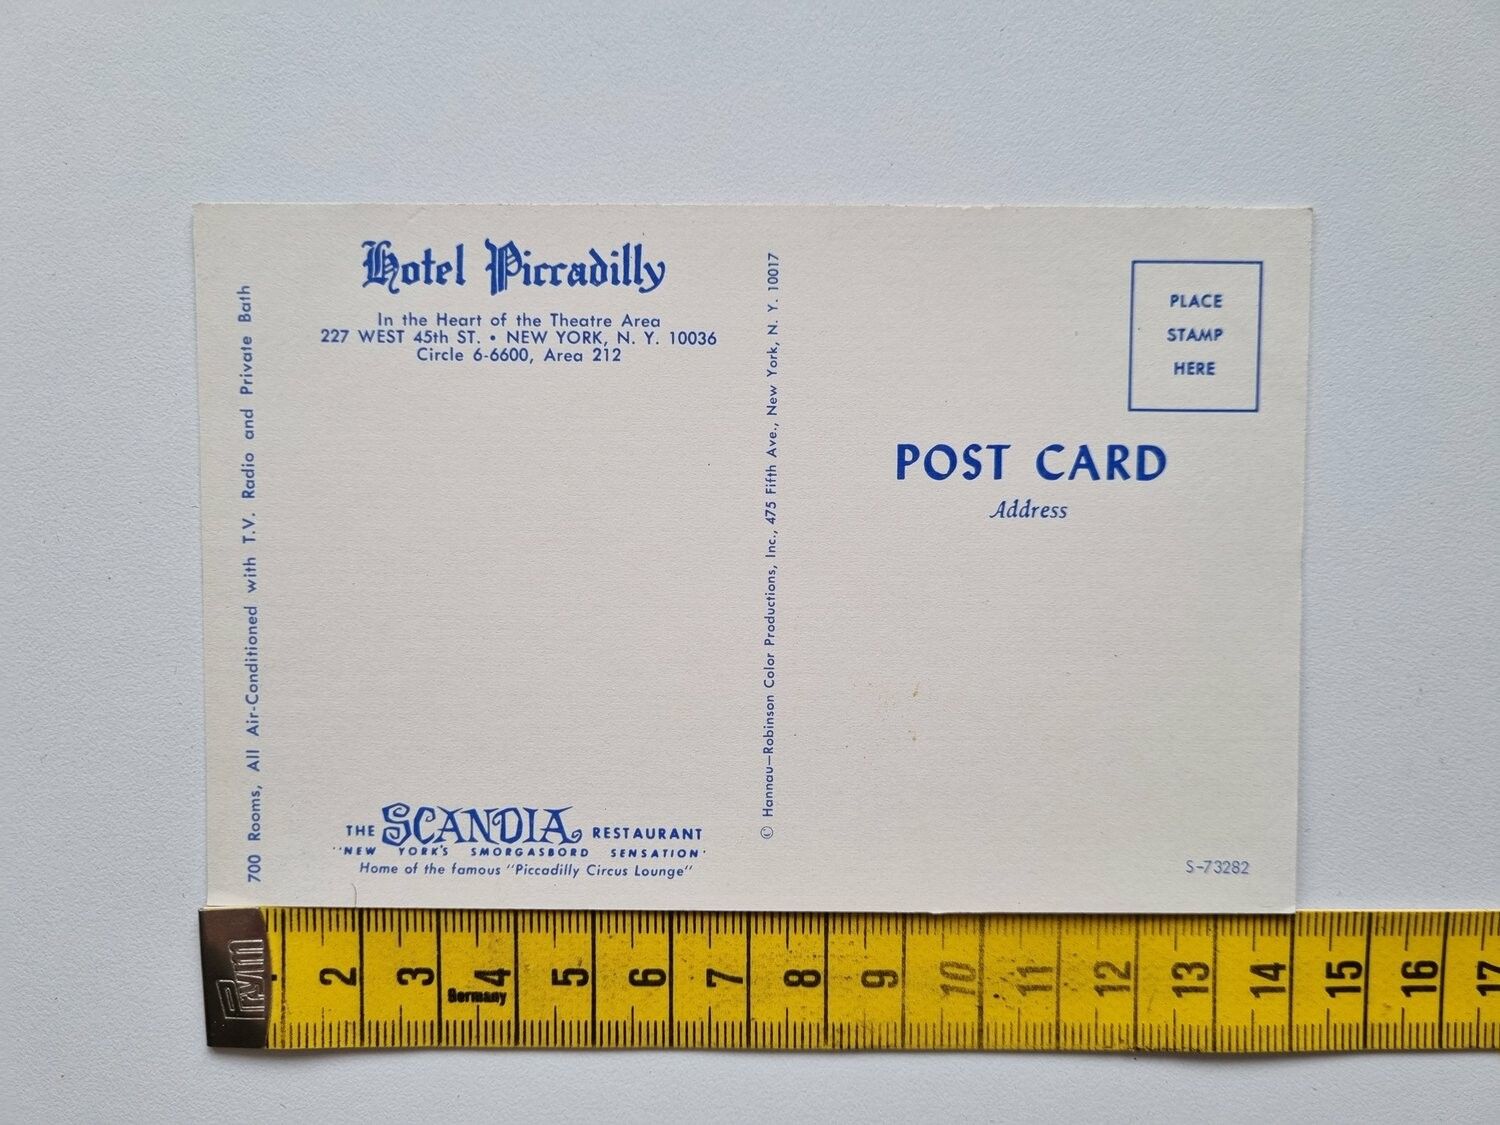 Hotel Piccadilly
In the Heart of the Theatre Area
227 WEST 45th ST. • NEW YORK, N. Y. 10036
Circle 6-6600, Area 212
700 Rooms, All Air-Conditioned with T.V. Radio and Private Bath
THE SCANDIA RESTAURANT
"NEW YORK'S SMORGASBORD SENSATION"
Home of the famous "Piccadilly Circus Lounge"
© Hannau—Robinson Color Productions, Inc., 475 Fifth Ave., New York, N. Y. 10017
PLACE
STAMP
HERE
POST CARD
Address
S-73282
Prym
2 3 4 5 6 7 8 9 10 11 12 13 14 15 16 17
Germany